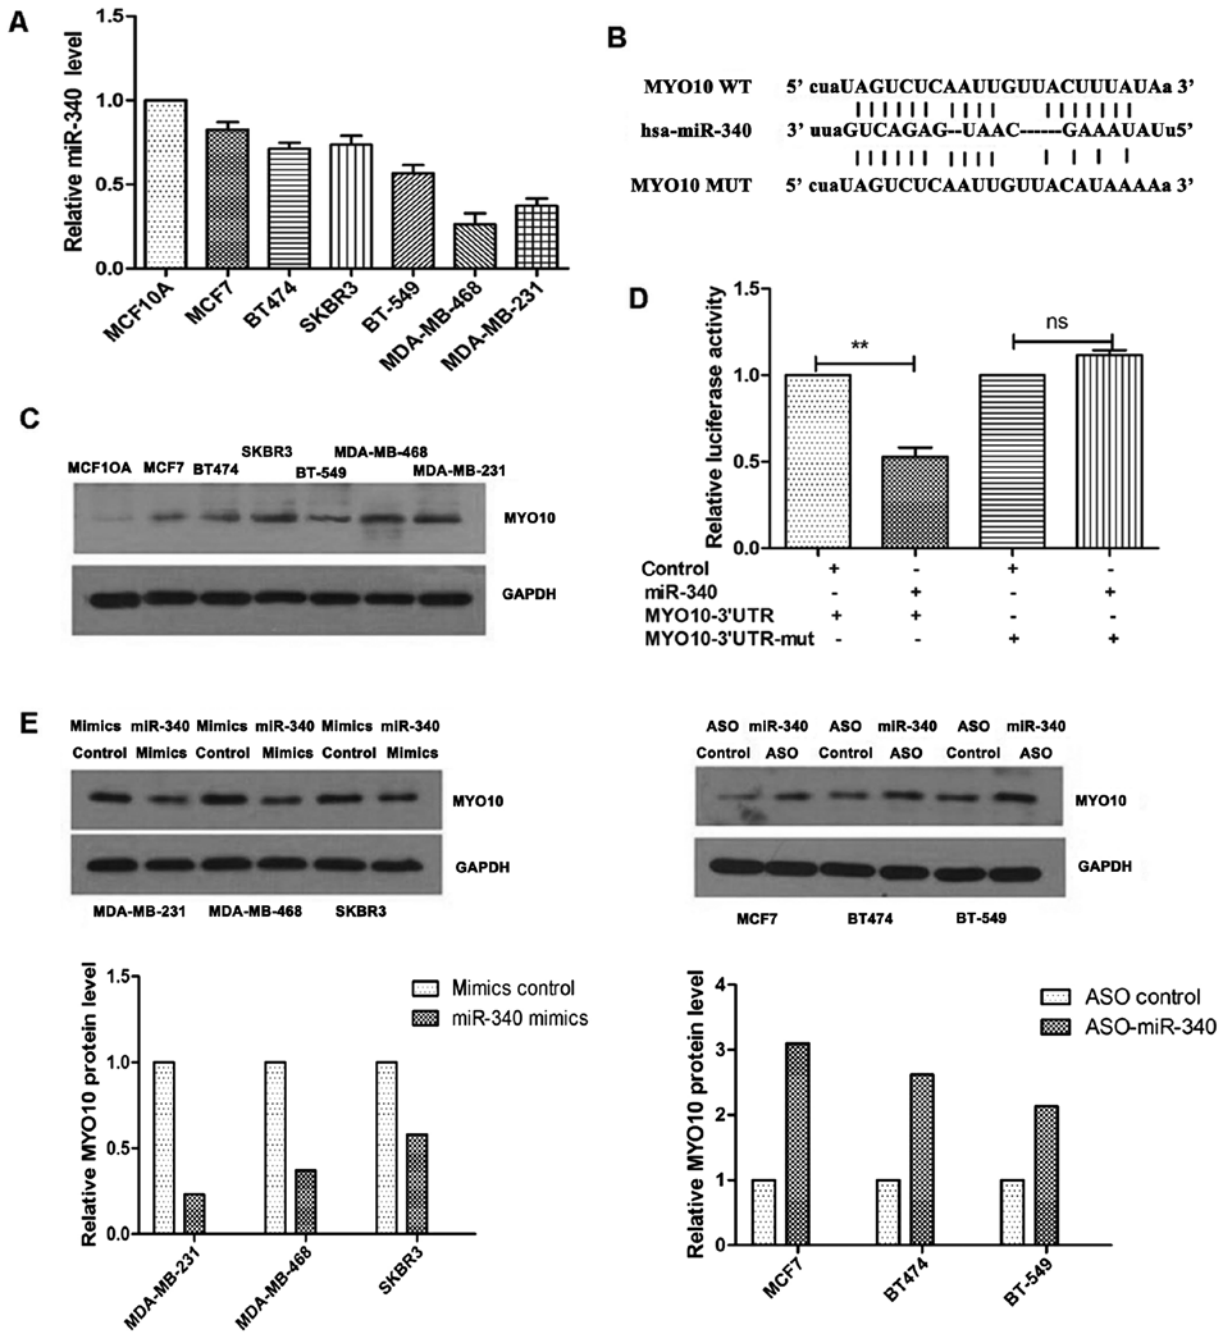 A
Relative miR-340 level
1.5
1.0
0.5
0.0
MCF10A
MCF7
BT474
SKBR3
BT-549
MDA-MB-468
MDA-MB-231
B
MYO10 WT 5' cuaUAGUCUCAAUUGUUACUUUAUAa 3'
hsa-miR-340 3' uuaGUCAGAG--UAAC------GAAAUAUu5'
MYO10 MUT 5' cuaUAGUCUCAAUUGUUACAUAAAAa 3'
C
MCF1OA MCF7 BT474 SKBR3 BT-549 MDA-MB-468 MDA-MB-231
MYO10
GAPDH
D
Relative luciferase activity
1.5
1.0
0.5
0.0
**
ns
Control + - + -
miR-340 - + - +
MYO10-3'UTR + + - -
MYO10-3'UTR-mut - - + +
E
Mimics miR-340 Mimics miR-340 Mimics miR-340
Control Mimics Control Mimics Control Mimics
MYO10
GAPDH
MDA-MB-231 MDA-MB-468 SKBR3
ASO miR-340 ASO miR-340 ASO miR-340
Control ASO Control ASO Control ASO
MYO10
GAPDH
MCF7 BT474 BT-549
Relative MYO10 protein level
1.5
1.0
0.5
0.0
Mimics control
miR-340 mimics
MDA-MB-231
MDA-MB-468
SKBR3
Relative MYO10 protein level
4
3
2
1
0
ASO control
ASO-miR-340
MCF7
BT474
BT-549